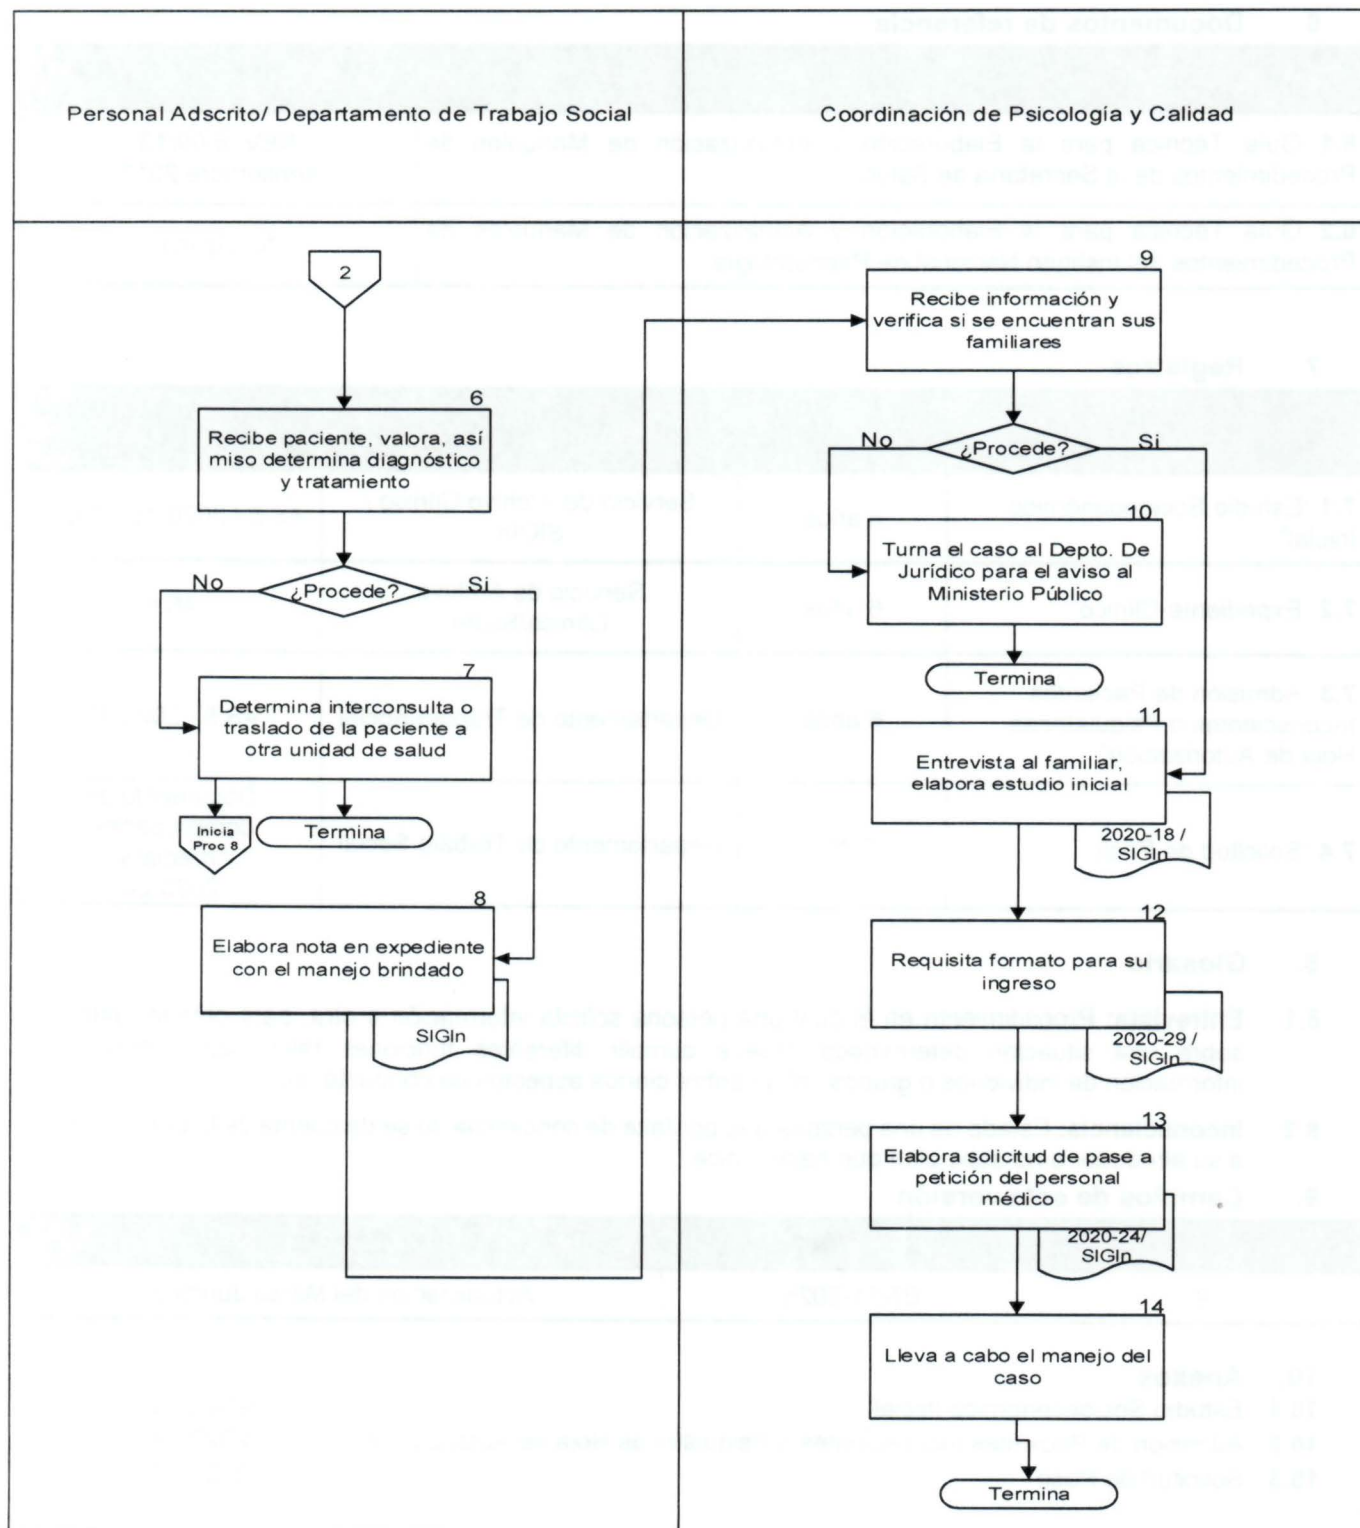 Personal Adscrito/ Departamento de Trabajo Social
Coordinación de Psicología y Calidad
2
6
Recibe paciente, valora, así
mismo determina diagnóstico
y tratamiento
¿Procede?
No
Si
7
Determina interconsulta o
traslado de la paciente a
otra unidad de salud
Inicia
Proc 8
Termina
8
Elabora nota en expediente
con el manejo brindado
SIGIn
9
Recibe información y
verifica si se encuentran sus
familiares
No
¿Procede?
Si
10
Turna el caso al Depto. De
Jurídico para el aviso al
Ministerio Público
Termina
11
Entrevista al familiar,
elabora estudio inicial
2020-18 /
SIGIn
12
Requisita formato para su
ingreso
2020-29 /
SIGIn
13
Elabora solicitud de pase a
petición del personal
médico
2020-24/
SIGIn
14
Lleva a cabo el manejo del
caso
Termina